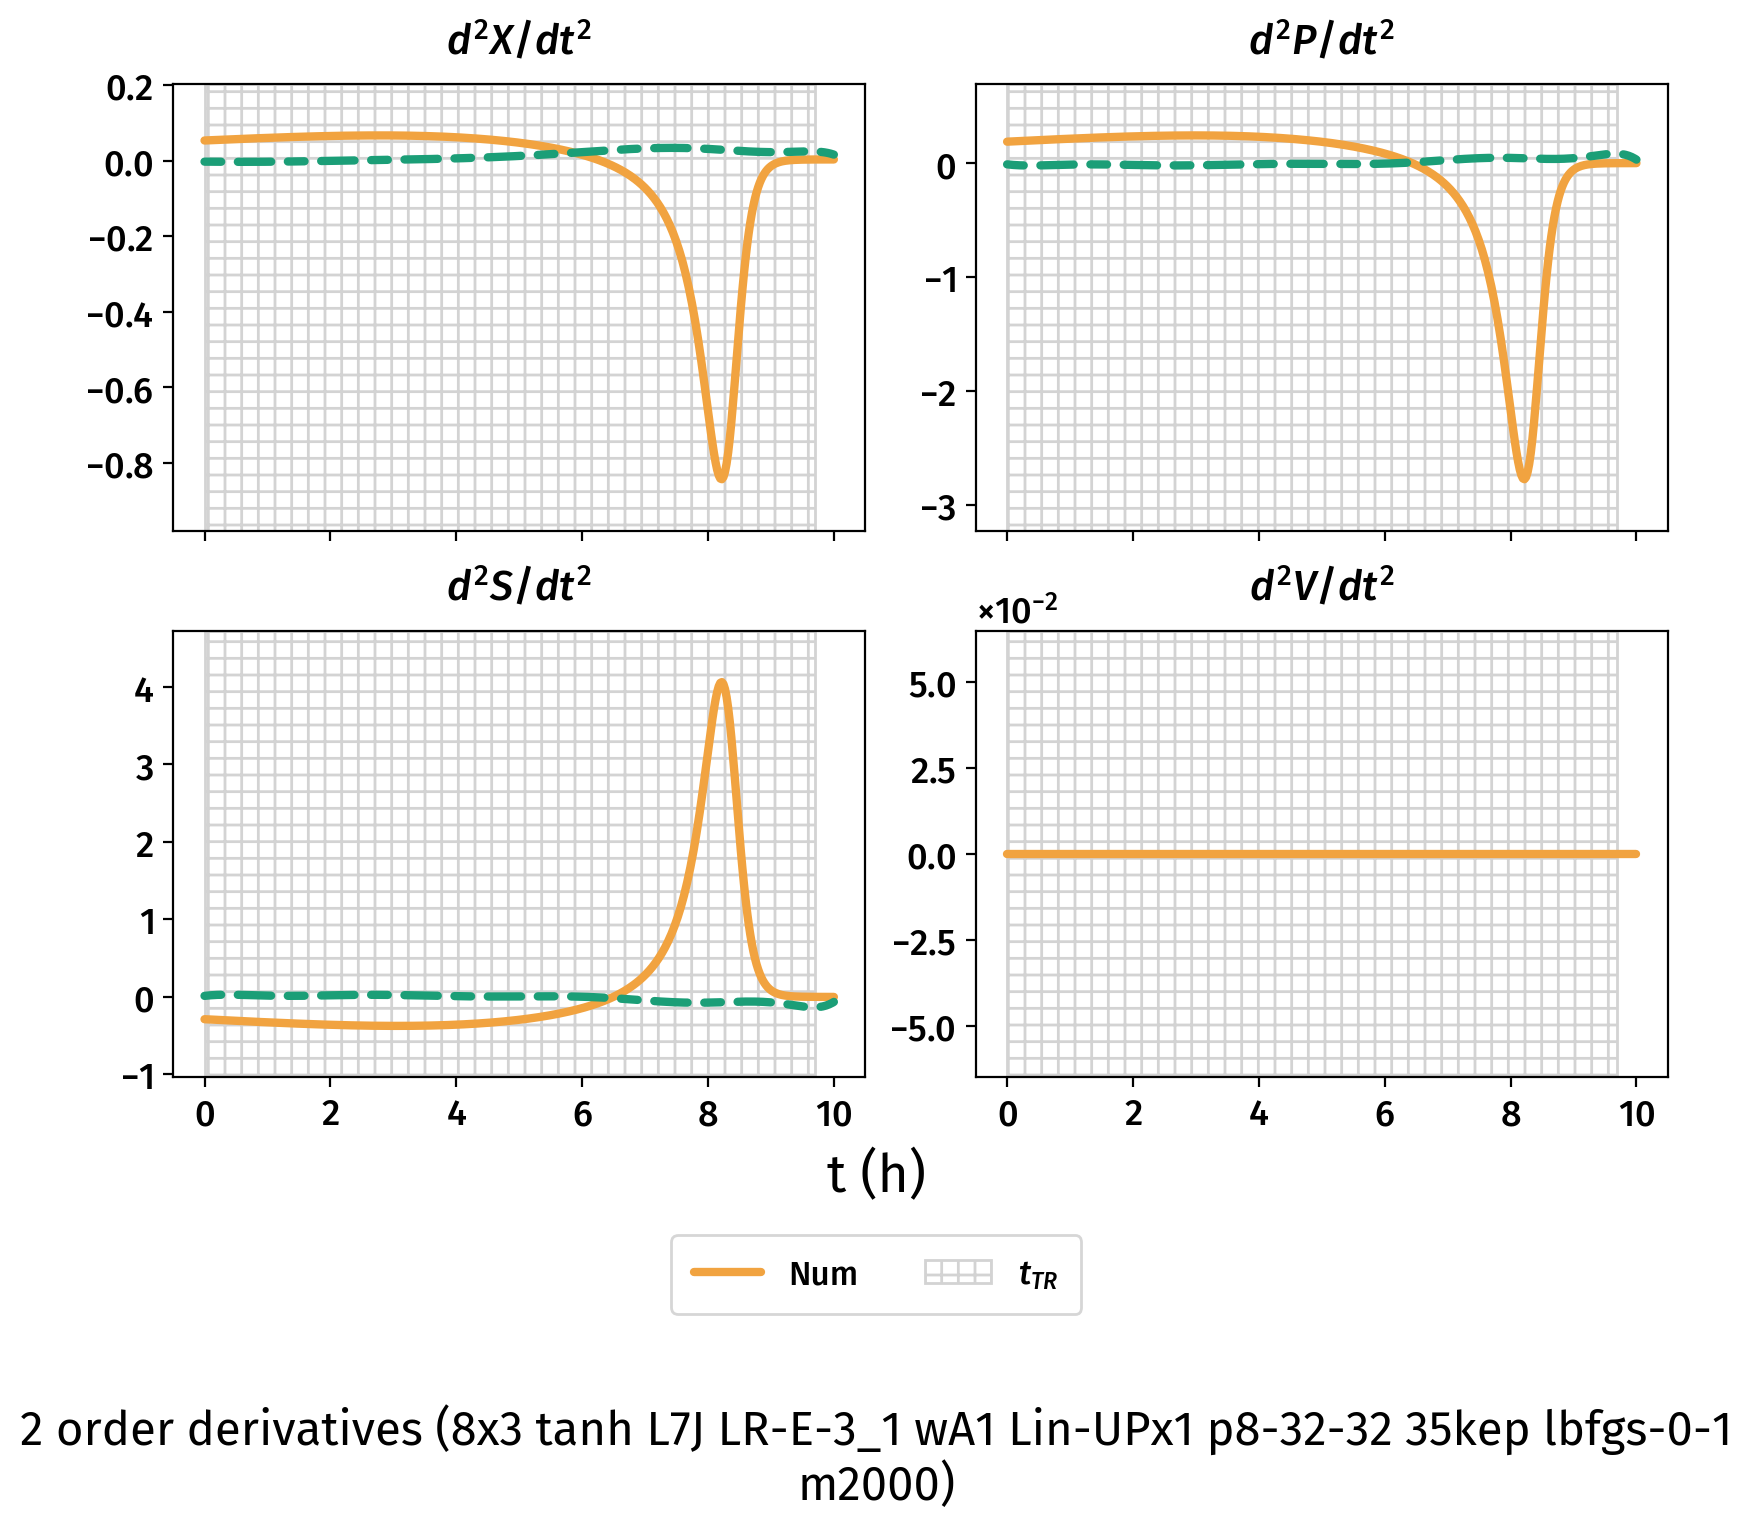 d²X/dt²
d²P/dt²
0.2
0.0
−0.2
−0.4
−0.6
−0.8
0
−1
−2
−3
d²S/dt²
d²V/dt²
×10⁻²
4
3
2
1
0
−1
5.0
2.5
0.0
−2.5
−5.0
0 2 4 6 8 10
0 2 4 6 8 10
t (h)
Num t_TR
2 order derivatives (8x3 tanh L7J LR-E-3_1 wA1 Lin-UPx1 p8-32-32 35kep lbfgs-0-1
m2000)